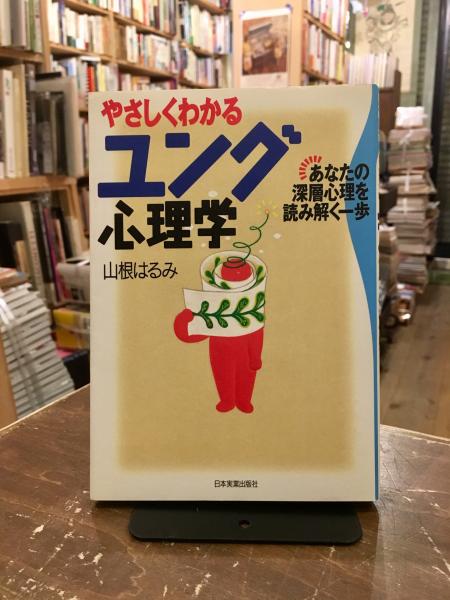 やさしくわかる
ユング
心理学
あなたの
深層心理を
読み解く一歩
山根はるみ
日本実業出版社